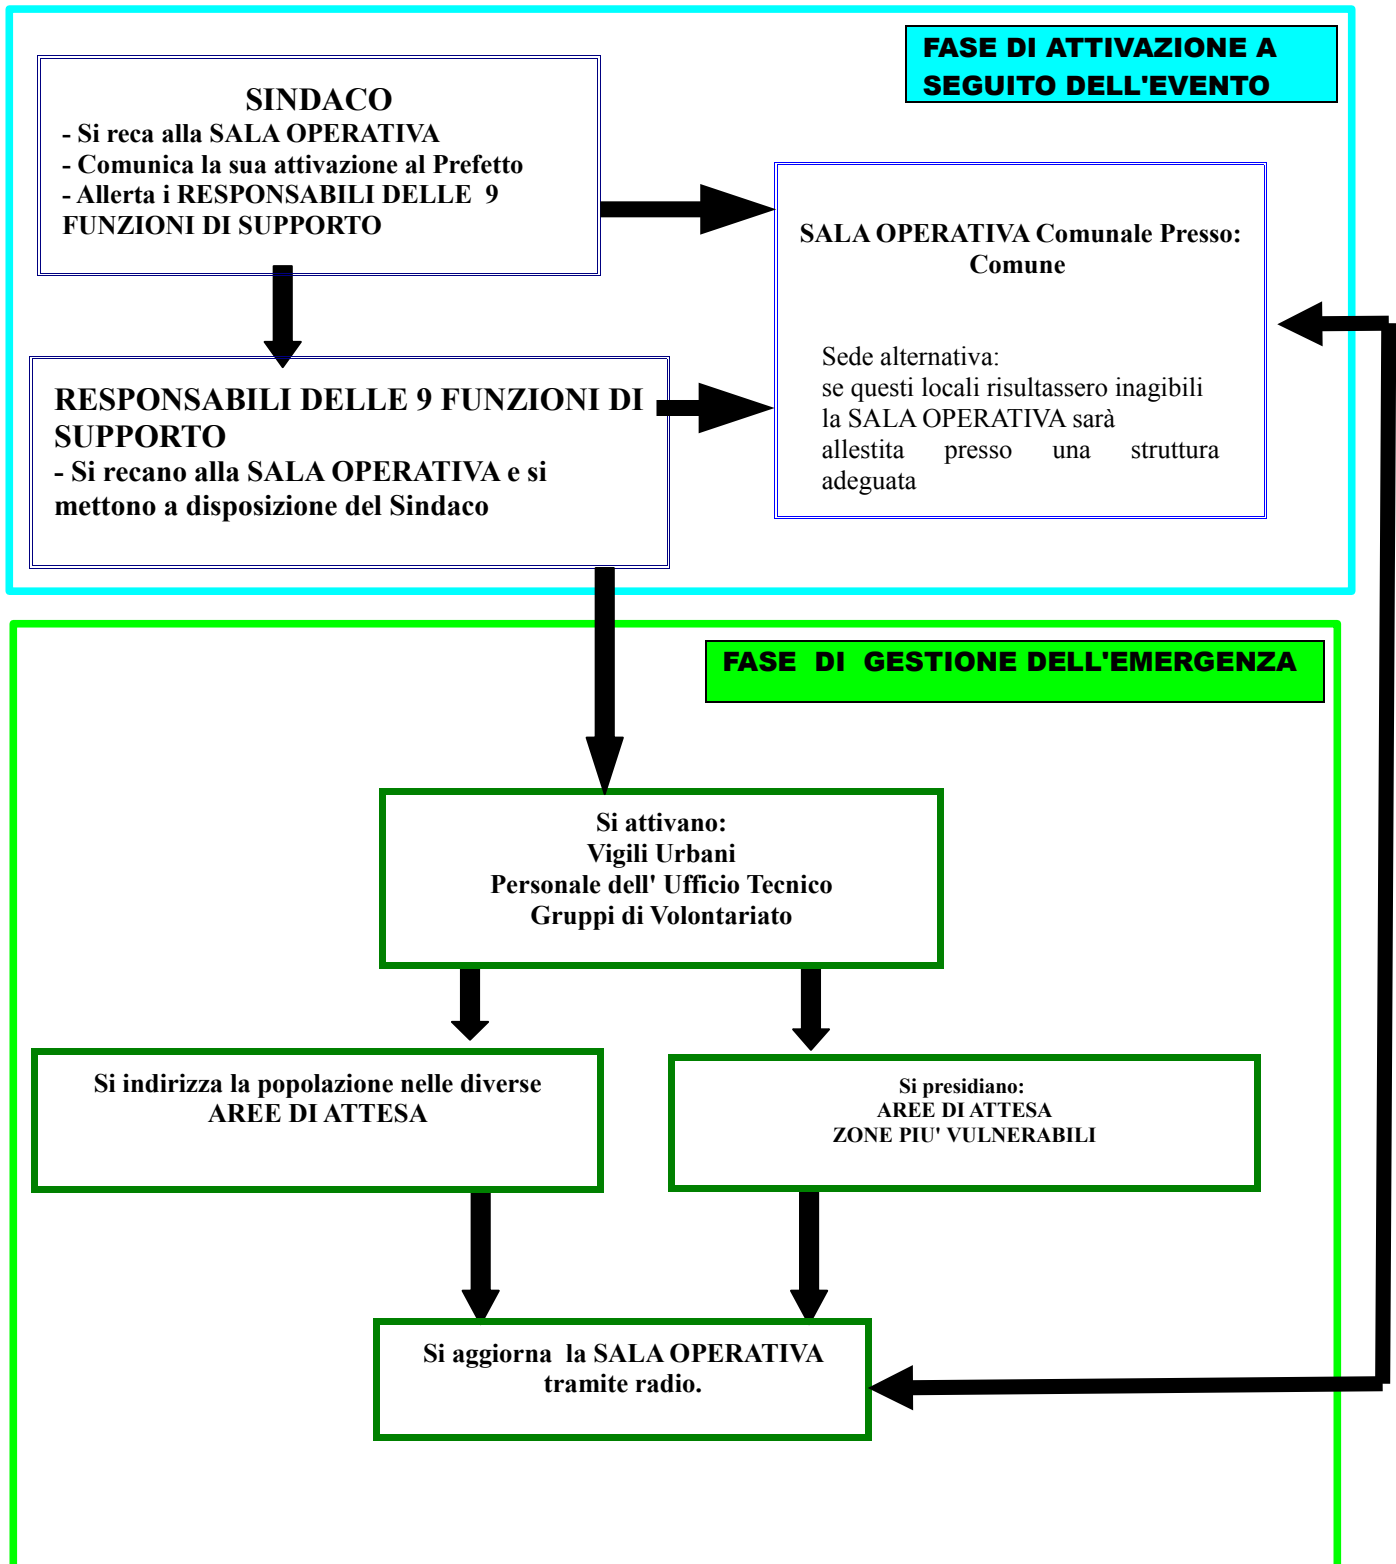 FASE DI ATTIVAZIONE A
SEGUITO DELL'EVENTO
SINDACO
- Si reca alla SALA OPERATIVA
- Comunica la sua attivazione al Prefetto
- Allerta i RESPONSABILI DELLE 9
FUNZIONI DI SUPPORTO
SALA OPERATIVA Comunale Presso:
Comune
Sede alternativa:
se questi locali risultassero inagibili
la SALA OPERATIVA sarà
allestita presso una struttura
adeguata
RESPONSABILI DELLE 9 FUNZIONI DI
SUPPORTO
- Si recano alla SALA OPERATIVA e si
mettono a disposizione del Sindaco
FASE DI GESTIONE DELL'EMERGENZA
Si attivano:
Vigili Urbani
Personale dell' Ufficio Tecnico
Gruppi di Volontariato
Si indirizza la popolazione nelle diverse
AREE DI ATTESA
Si presidiano:
AREE DI ATTESA
ZONE PIU' VULNERABILI
Si aggiorna la SALA OPERATIVA
tramite radio.